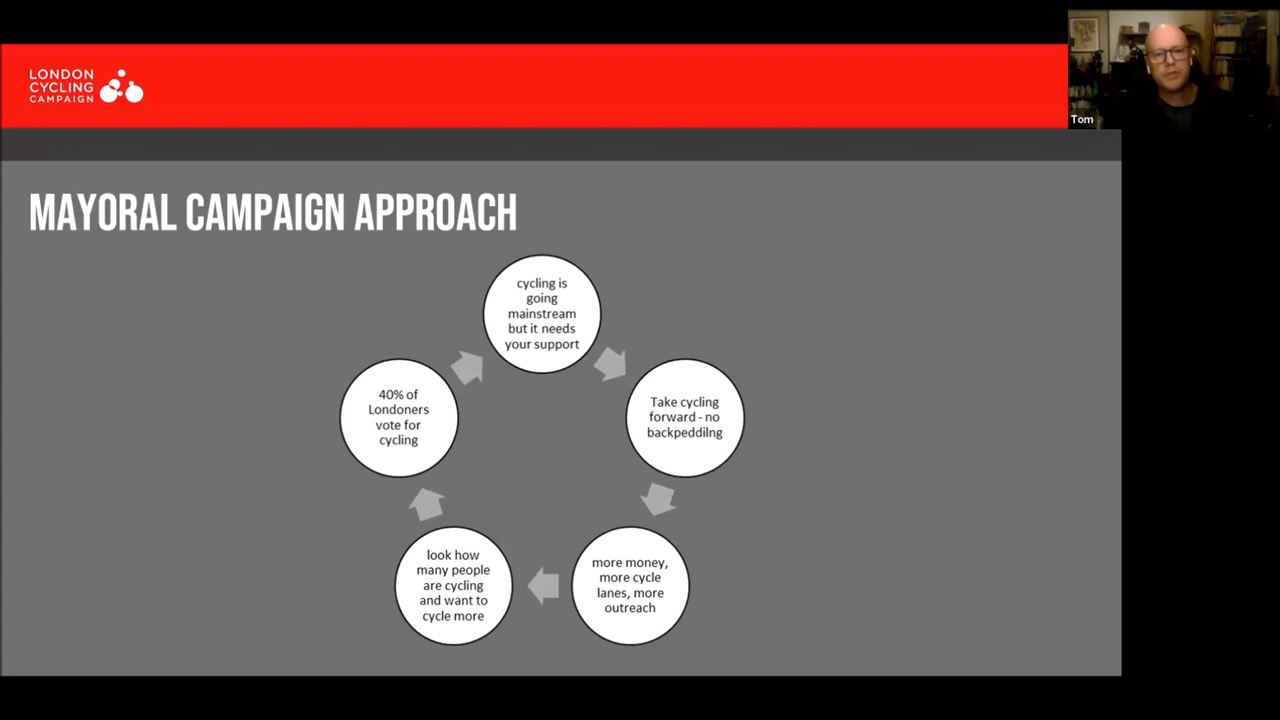 LONDON
CYCLING
CAMPAIGN
Tom
MAYORAL CAMPAIGN APPROACH
cycling is
going
mainstream
but it needs
your support
Take cycling
forward - no
backpeddilng
more money,
more cycle
lanes, more
outreach
look how
many people
are cycling
and want to
cycle more
40% of
Londoners
vote for
cycling